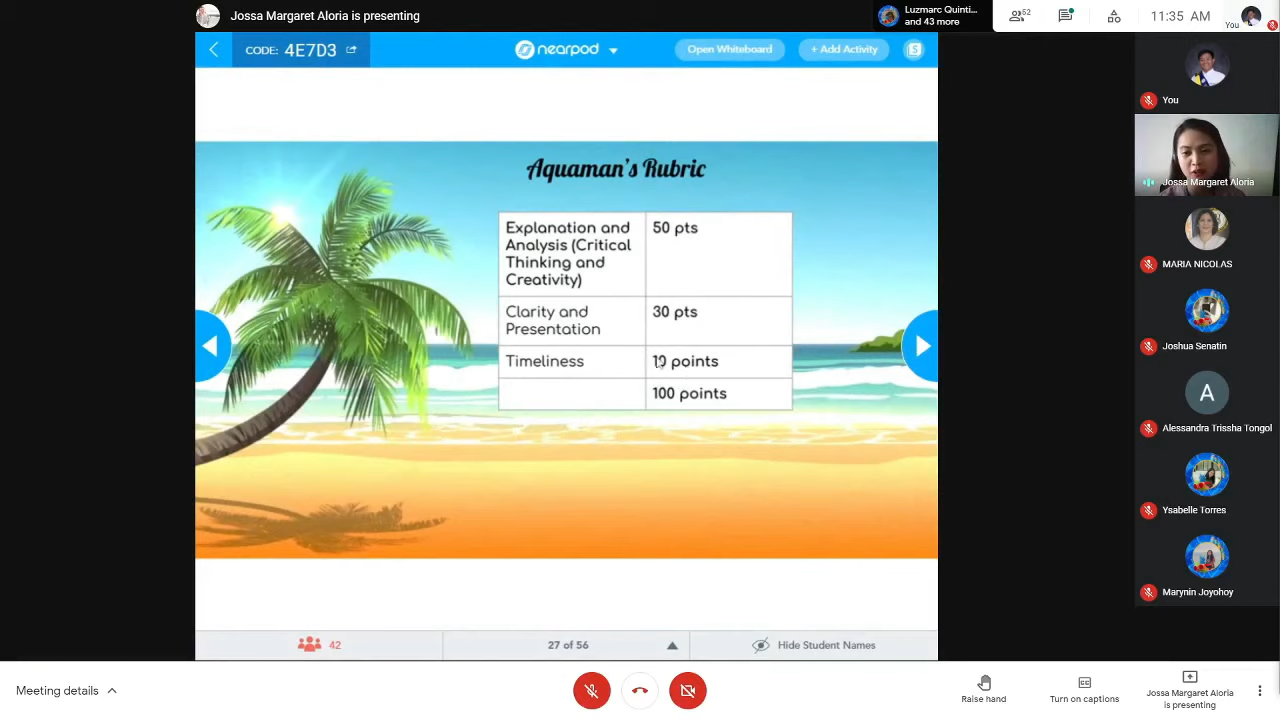 Jossa Margaret Aloria is presenting
Luzmarc Quinti...
and 43 more
52
11:35 AM
You
CODE: 4E7D3
nearpod
Open Whiteboard
+ Add Activity
S
Aquaman's Rubric
Explanation and
Analysis (Critical
Thinking and
Creativity)
50 pts
Clarity and
Presentation
30 pts
Timeliness
10 points
100 points
42
27 of 56
Hide Student Names
You
Jossa Margaret Aloria
MARIA NICOLAS
Joshua Senatin
A
Alessandra Trissha Tongol
Ysabelle Torres
Marynin Joyohoy
Meeting details
Raise hand
Turn on captions
Jossa Margaret Aloria
is presenting